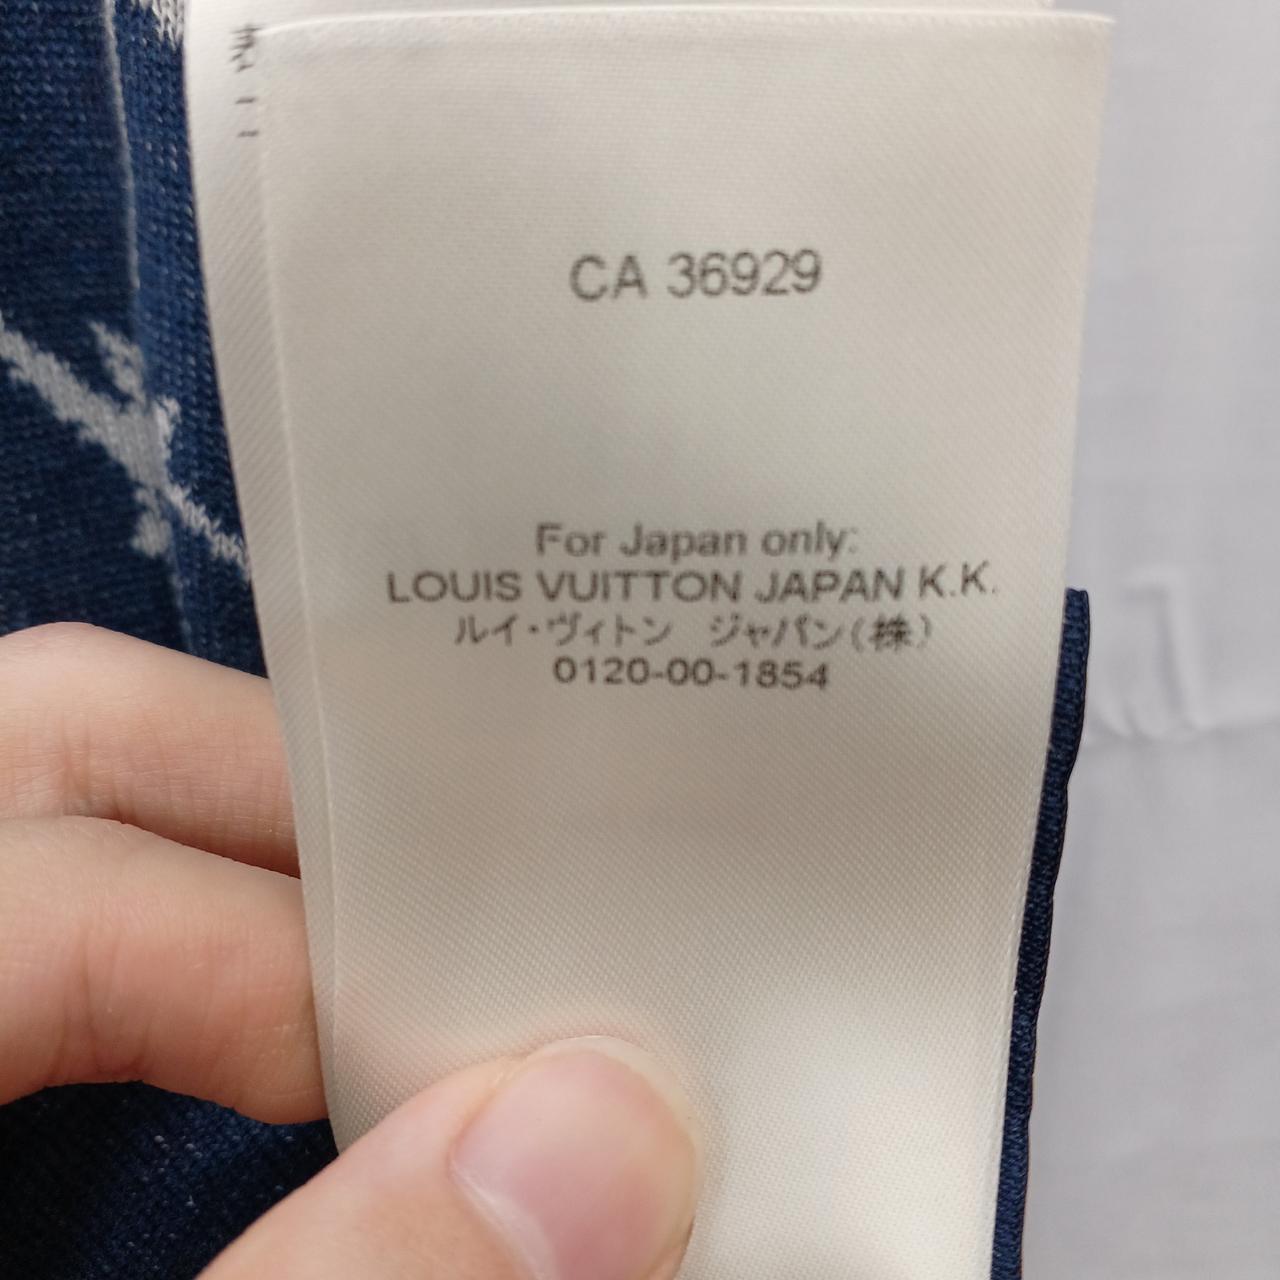 CA 36929
For Japan only:
LOUIS VUITTON JAPAN K.K.
ルイ・ヴィトン　ジャパン(株)
0120-00-1854